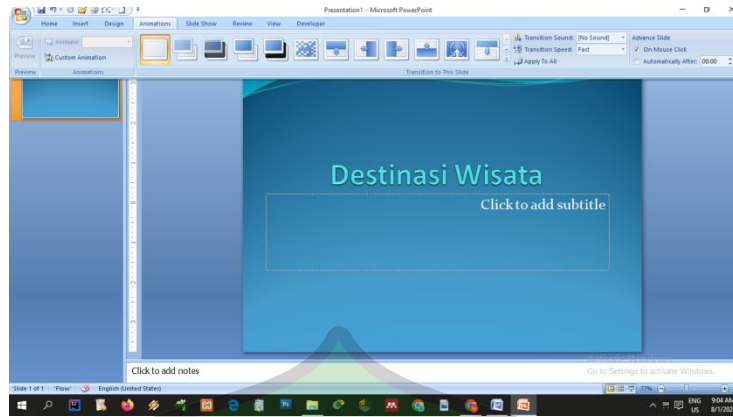 Presentation1 - Microsoft PowerPoint
Home Insert Design Animations Slide Show Review View Developer
Preview
Animate:
Custom Animation
Transition Sound: [No Sound]
Transition Speed: Fast
Apply To All
Advance Slide
On Mouse Click
Automatically After: 00:00
Preview Animations Transition to This Slide
Destinasi Wisata
Click to add subtitle
Click to add notes
Go to Settings to activate Windows.
Slide 1 of 1 "Flow" English (United States) 77%
ENG 9:04 AM
US